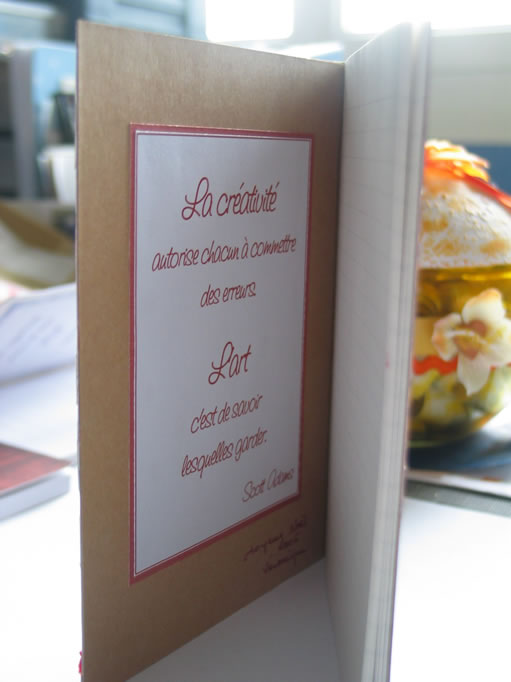 La créativité
autorise chacun à commettre
des erreurs.
L'art
c'est de savoir
lesquelles garder.
Scott Adams